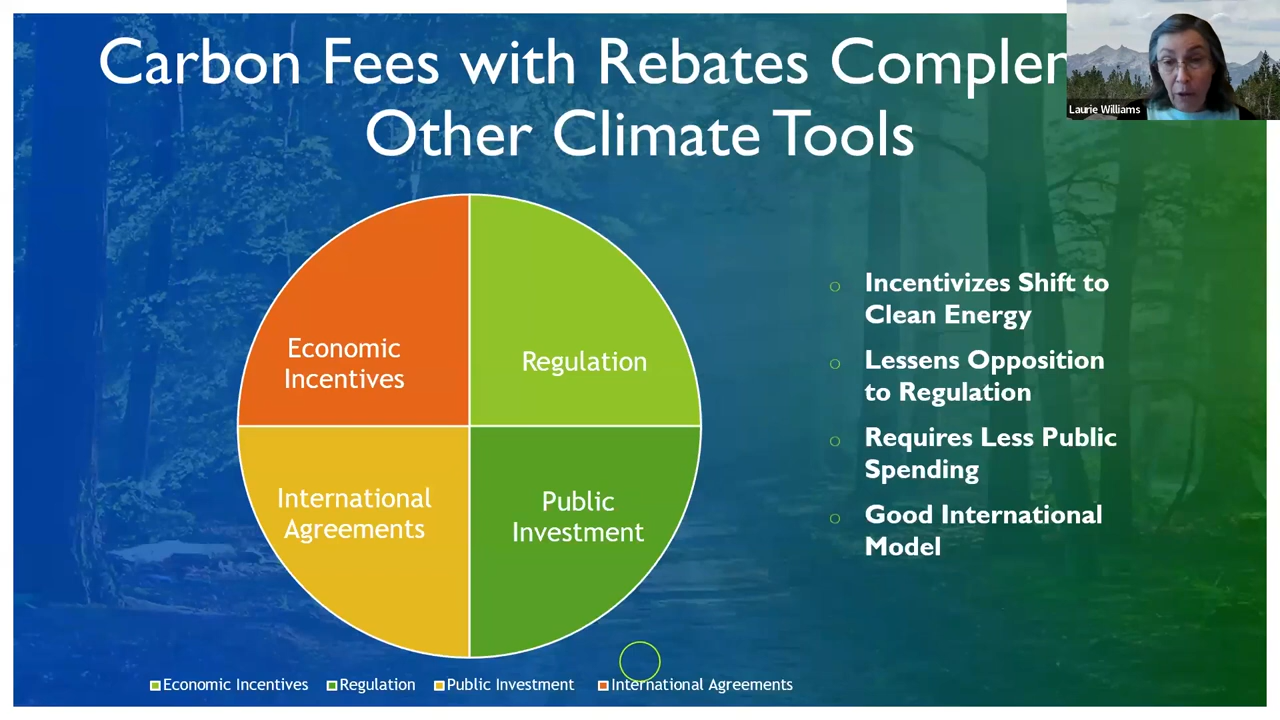 Carbon Fees with Rebates Complem
Other Climate Tools
Laurie Williams
Economic
Incentives
Regulation
International
Agreements
Public
Investment
Incentivizes Shift to
Clean Energy
Lessens Opposition
to Regulation
Requires Less Public
Spending
Good International
Model
Economic Incentives Regulation Public Investment International Agreements